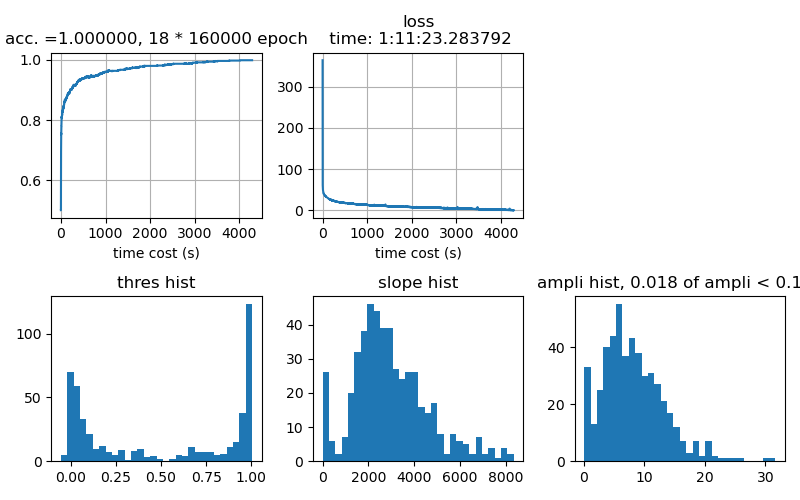 acc. =1.000000, 18 * 160000 epoch
loss
time: 1:11:23.283792
1.0
0.8
0.6
0 1000 2000 3000 4000
time cost (s)
300
200
100
0
0 1000 2000 3000 4000
time cost (s)
thres hist
100
50
0
0.00 0.25 0.50 0.75 1.00
slope hist
40
30
20
10
0
0 2000 4000 6000 8000
ampli hist, 0.018 of ampli < 0.1
40
20
0
0 10 20 30